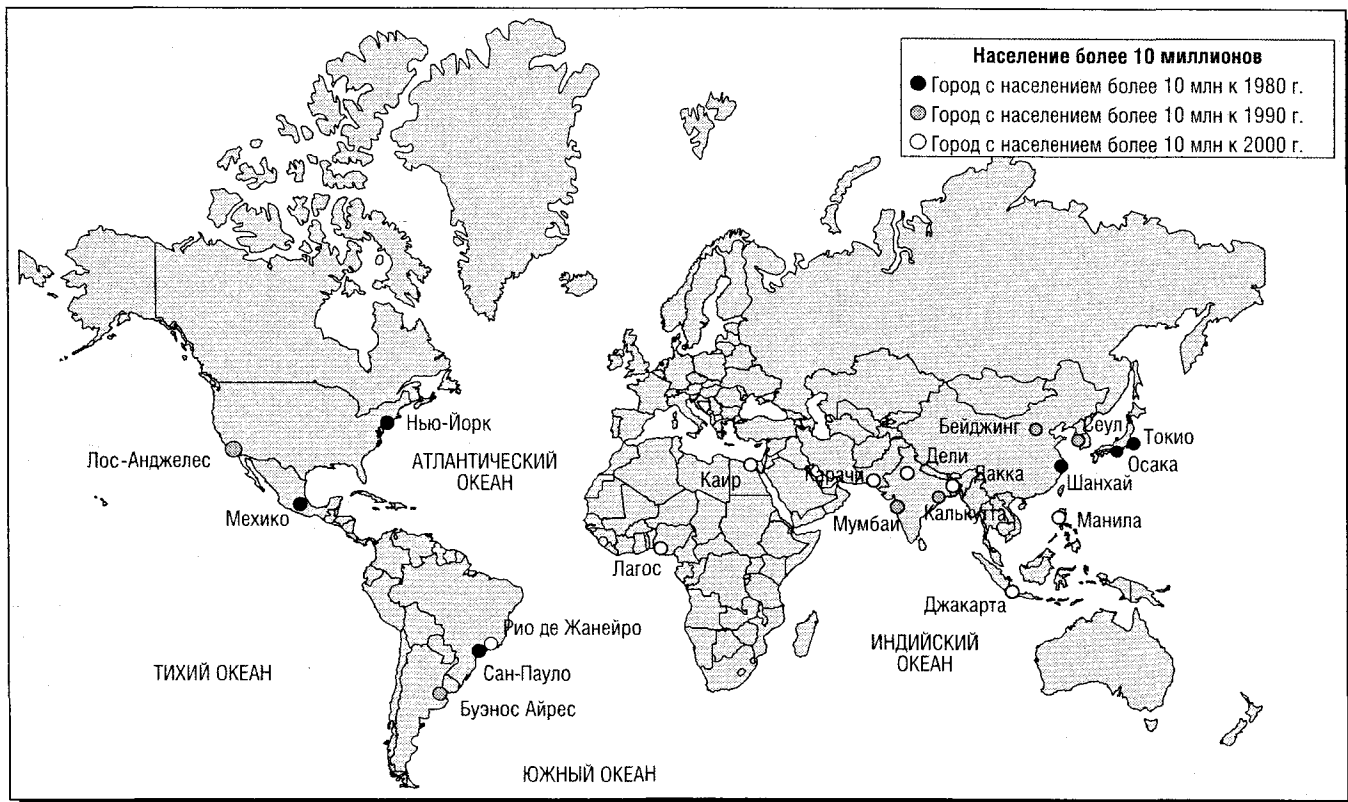 Население более 10 миллионов
Город с населением более 10 млн к 1980 г.
Город с населением более 10 млн к 1990 г.
Город с населением более 10 млн к 2000 г.
Нью-Йорк
Лос-Анджелес
АТЛАНТИЧЕСКИЙ
ОКЕАН
Мехико
Каир
Лагос
Бейджинг
Сеул
Токио
Осака
Шанхай
Дели
Карачи
Дакка
Мумбаи
Калькутта
Манила
Джакарта
Рио де Жанейро
Сан-Пауло
Буэнос Айрес
ТИХИЙ ОКЕАН
ИНДИЙСКИЙ
ОКЕАН
ЮЖНЫЙ ОКЕАН